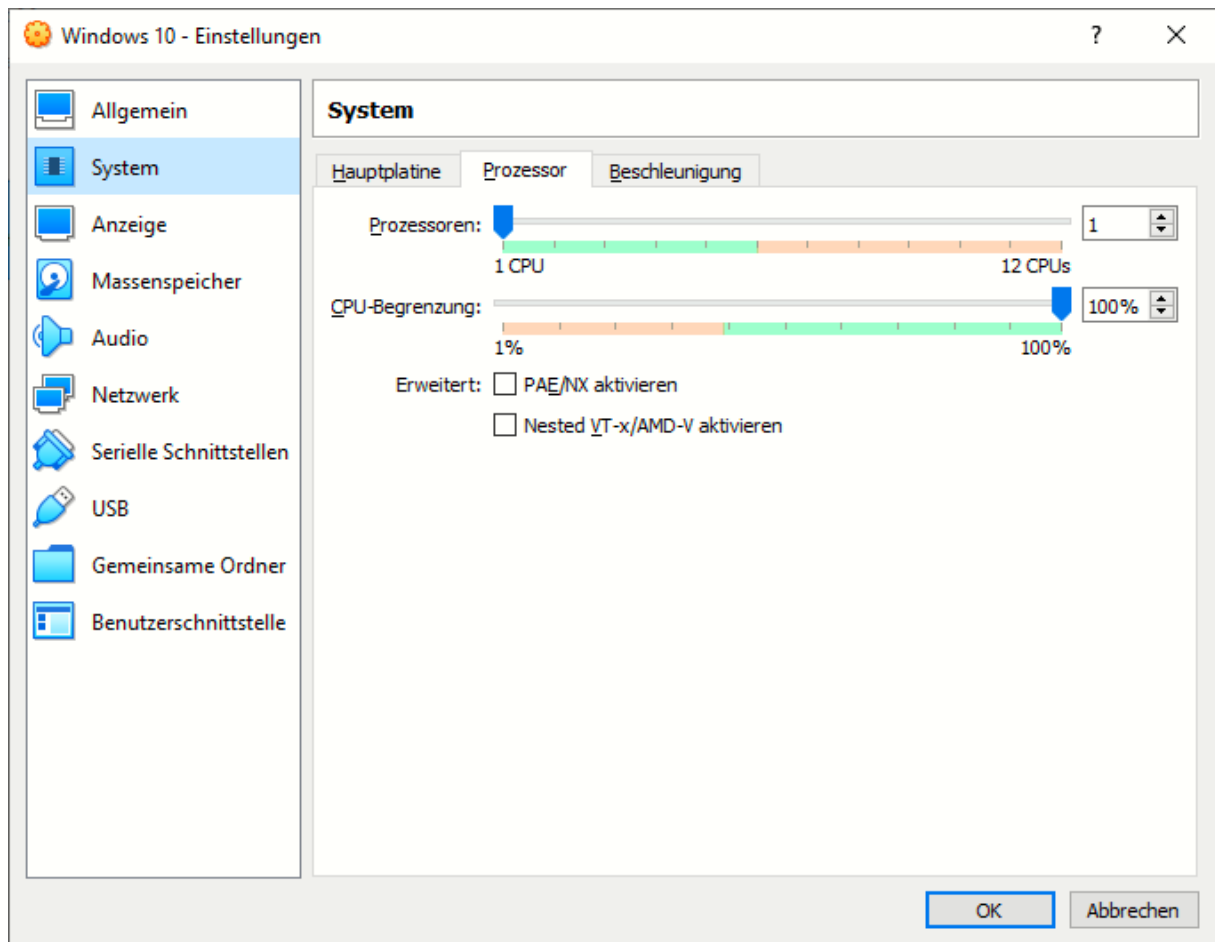 Windows 10 - Einstellungen
?
Allgemein
System
Anzeige
Massenspeicher
Audio
Netzwerk
Serielle Schnittstellen
USB
Gemeinsame Ordner
Benutzerschnittstelle
System
Hauptplatine Prozessor Beschleunigung
Prozessoren: 1
1 CPU 12 CPUs
CPU-Begrenzung: 100%
1% 100%
Erweitert: PAE/NX aktivieren
Nested VT-x/AMD-V aktivieren
OK Abbrechen